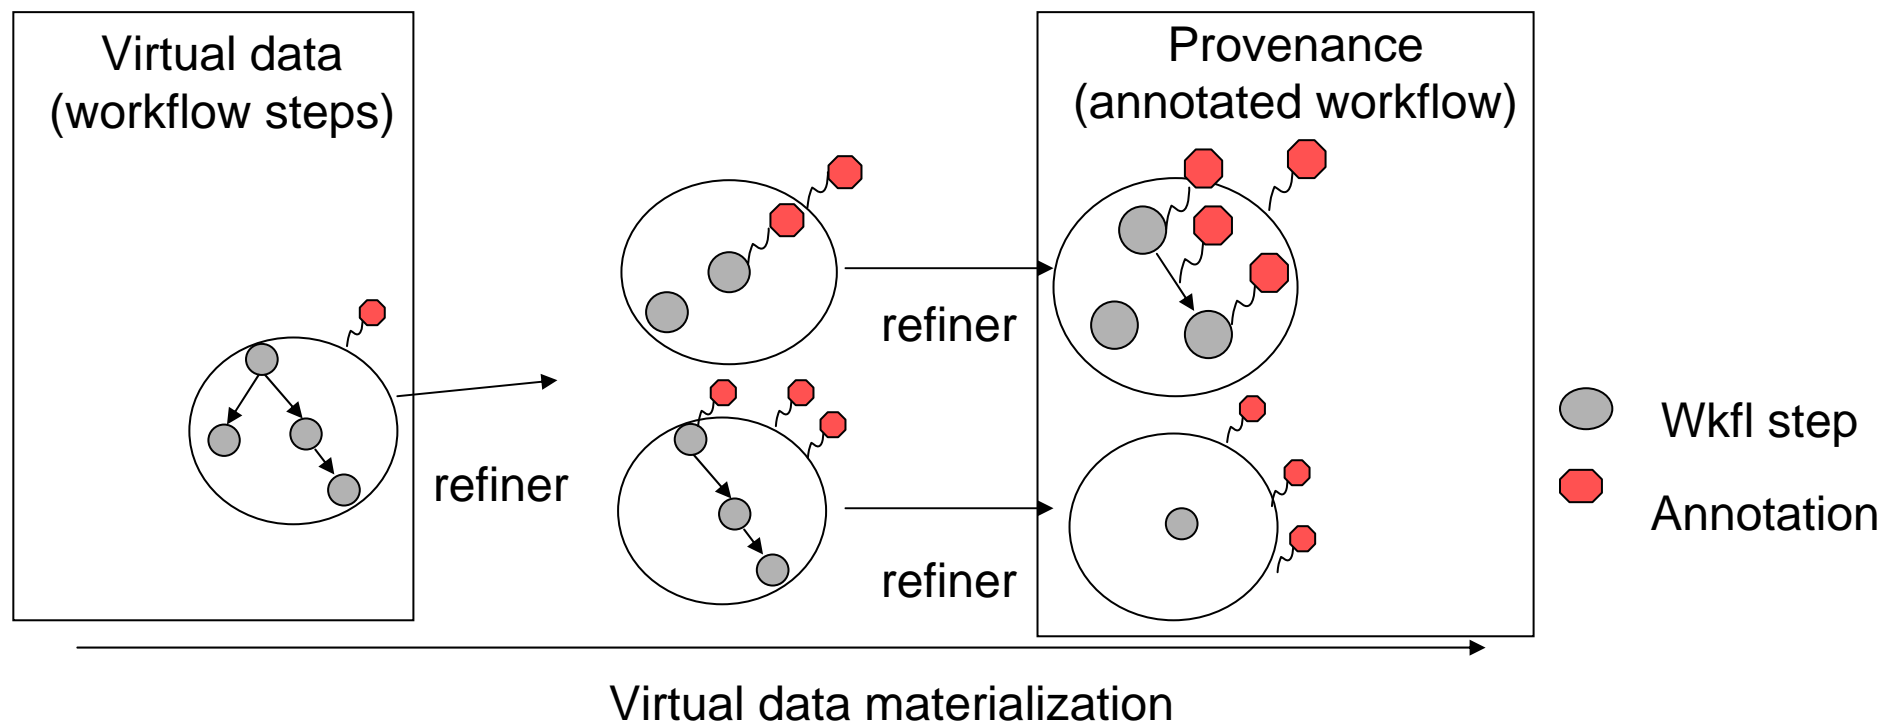 Virtual data
(workflow steps)
Provenance
(annotated workflow)
refiner
refiner
refiner
Wkfl step
Annotation
Virtual data materialization